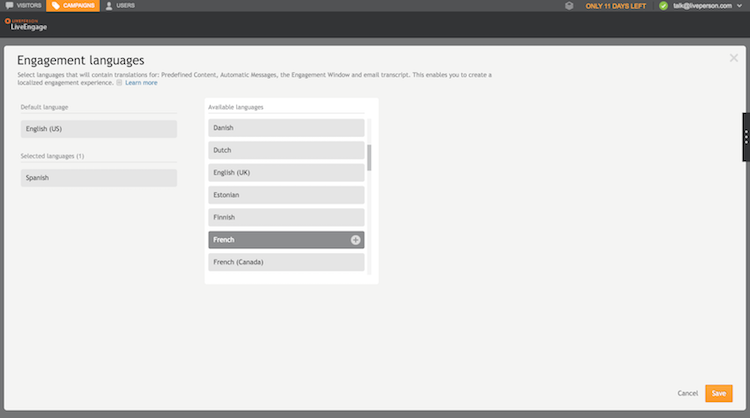 VISITORS CAMPAIGNS USERS ONLY 11 DAYS LEFT talk@liveperson.com
LIVEPERSON
LiveEngage
Engagement languages
Select languages that will contain translations for: Predefined Content, Automatic Messages, the Engagement Window and email transcript. This enables you to create a
localized engagement experience. Learn more
Default language
English (US)
Selected languages (1)
Spanish
Available languages
Danish
Dutch
English (UK)
Estonian
Finnish
French
French (Canada)
Cancel Save